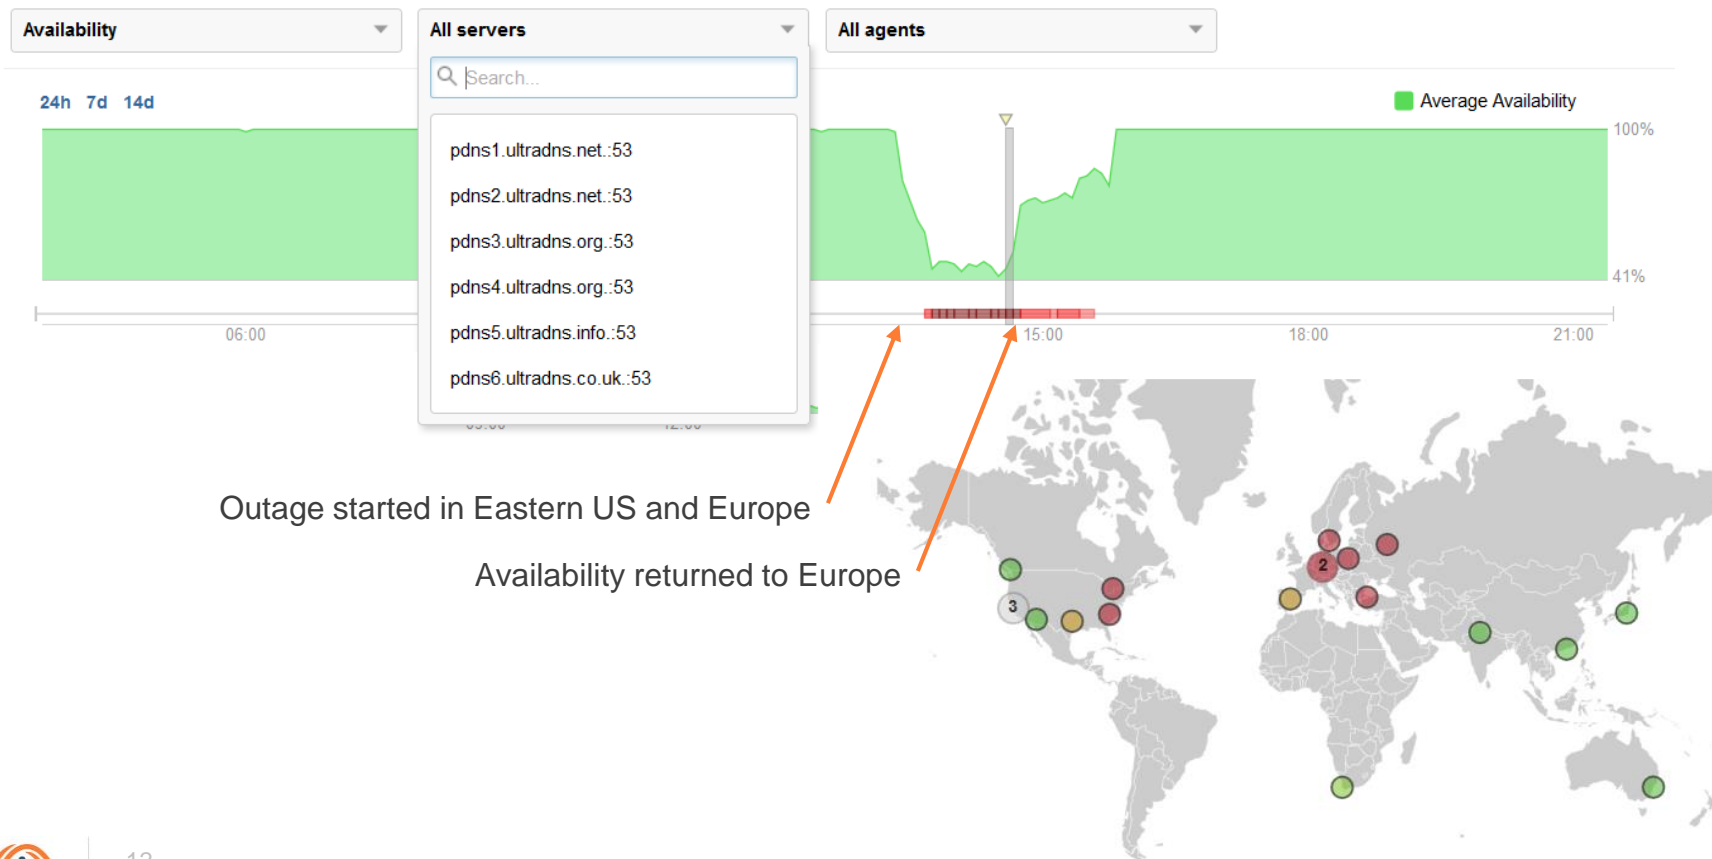 Availability
All servers
All agents
Search...
24h 7d 14d
Average Availability
100%
pdns1.ultradns.net.:53
pdns2.ultradns.net.:53
pdns3.ultradns.org.:53
pdns4.ultradns.org.:53
pdns5.ultradns.info.:53
pdns6.ultradns.co.uk.:53
41%
06:00
15:00
18:00
21:00
Outage started in Eastern US and Europe
Availability returned to Europe
2
3